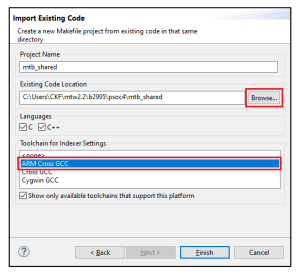 Import Existing Code
Create a new Makefile project from existing code in that same
directory
Project Name
mtb_shared
Existing Code Location
C:\Users\CKF\mtw2.2\b2995\psoc4\mtb_shared
Browse...
Languages
C C++
Toolchain for Indexer Settings
<none>
ARM Cross GCC
Cross GCC
Cygwin GCC
Show only available toolchains that support this platform
?
< Back
Next >
Finish
Cancel